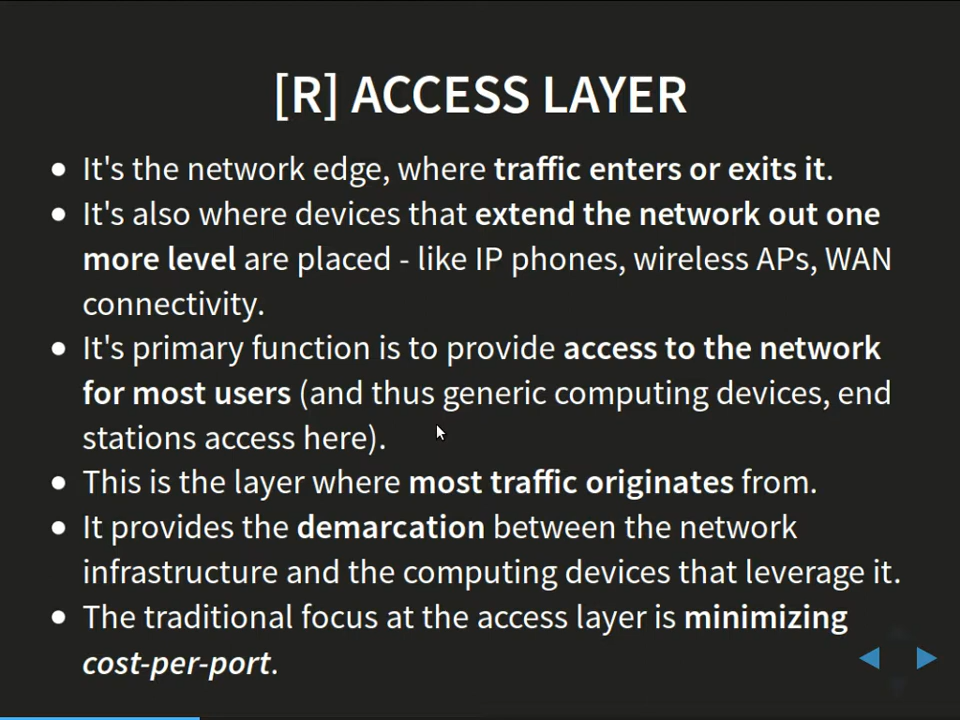 [R] ACCESS LAYER
It's the network edge, where traffic enters or exits it.
It's also where devices that extend the network out one
more level are placed - like IP phones, wireless APs, WAN
connectivity.
It's primary function is to provide access to the network
for most users (and thus generic computing devices, end
stations access here).
This is the layer where most traffic originates from.
It provides the demarcation between the network
infrastructure and the computing devices that leverage it.
The traditional focus at the access layer is minimizing
cost-per-port.